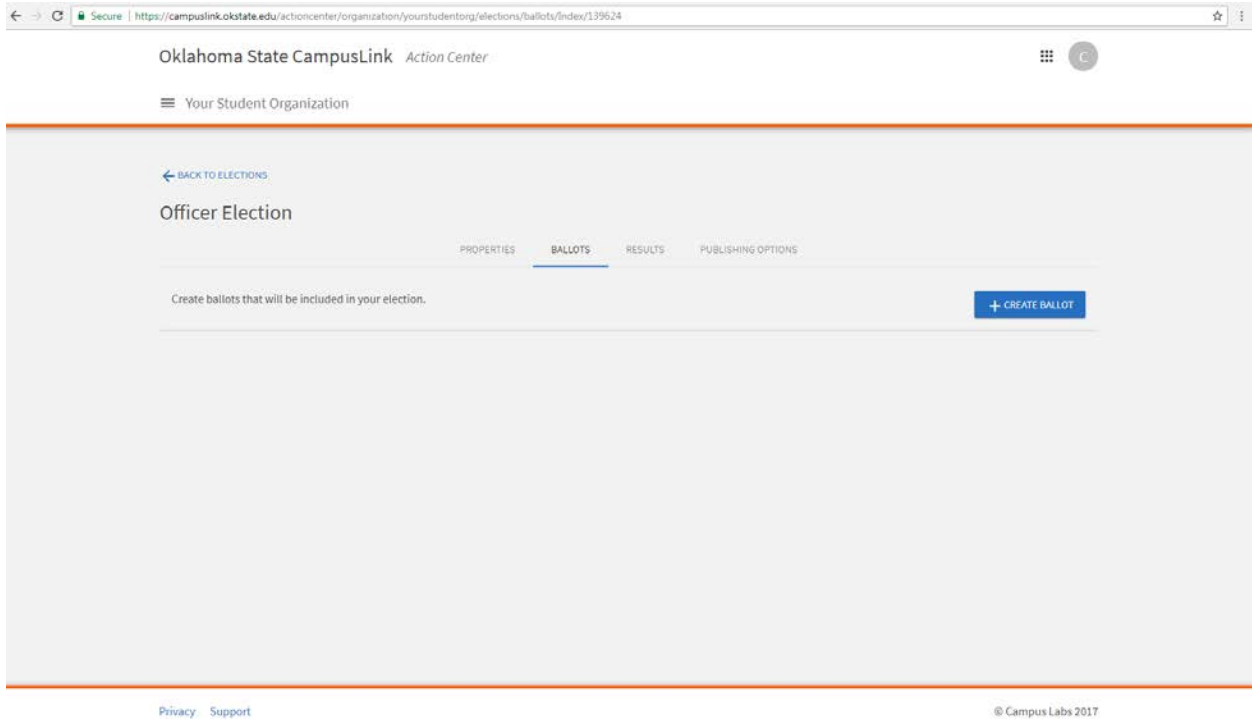 Secure | https://campuslink.okstate.edu/actioncenter/organization/yourstudentorg/elections/ballots/Index/139624
Oklahoma State CampusLink Action Center
C
Your Student Organization
BACK TO ELECTIONS
Officer Election
PROPERTIES BALLOTS RESULTS PUBLISHING OPTIONS
Create ballots that will be included in your election.
+ CREATE BALLOT
Privacy Support © Campus Labs 2017